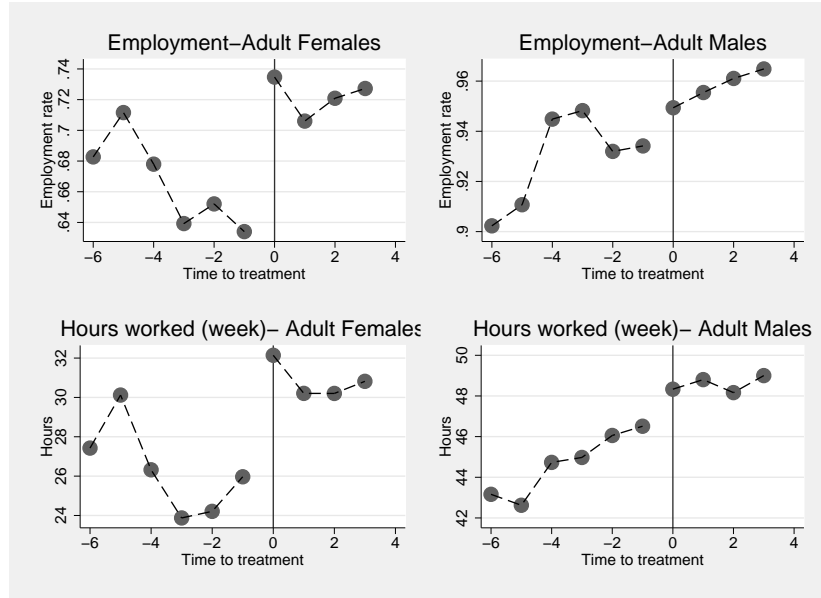 Employment−Adult Females
Employment rate
.74
.72
.7
.68
.66
.64
−6 −4 −2 0 2 4
Time to treatment
Employment−Adult Males
Employment rate
.96
.94
.92
.9
−6 −4 −2 0 2 4
Time to treatment
Hours worked (week)− Adult Females
Hours
32
30
28
26
24
−6 −4 −2 0 2 4
Time to treatment
Hours worked (week)− Adult Males
Hours
50
48
46
44
42
−6 −4 −2 0 2 4
Time to treatment